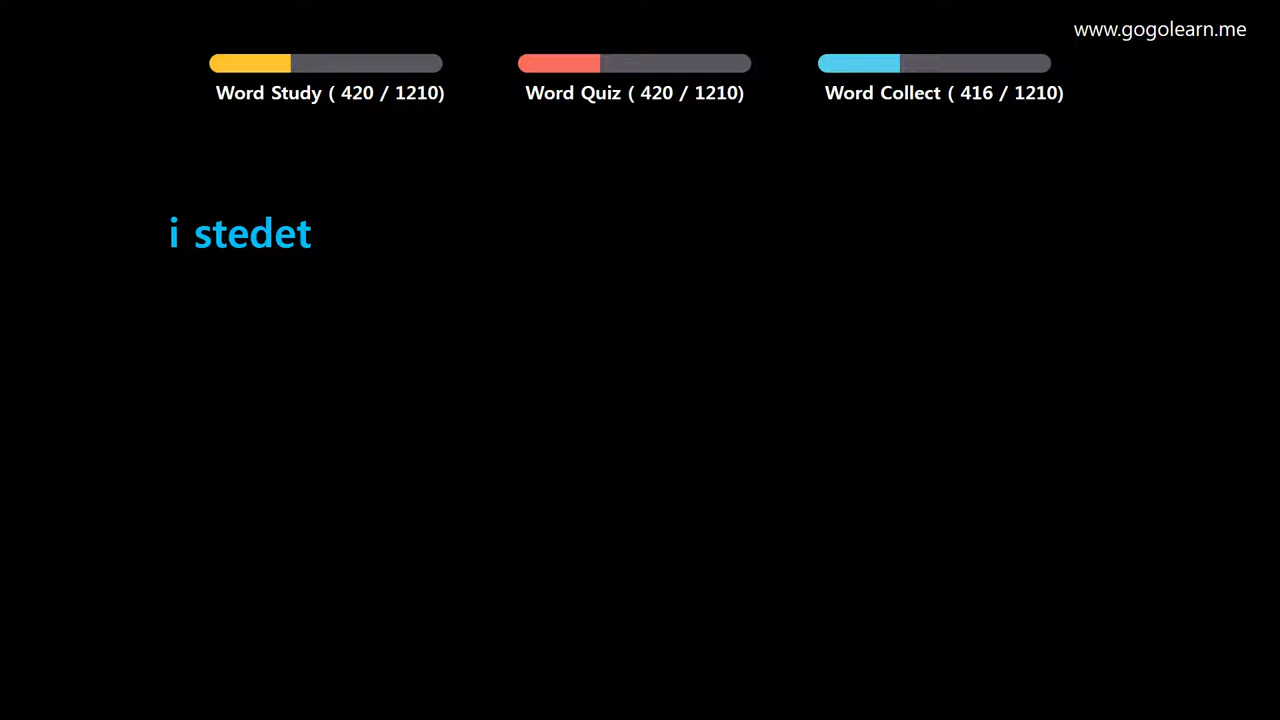 www.gogolearn.me
Word Study ( 420 / 1210)
Word Quiz ( 420 / 1210)
Word Collect ( 416 / 1210)
i stedet